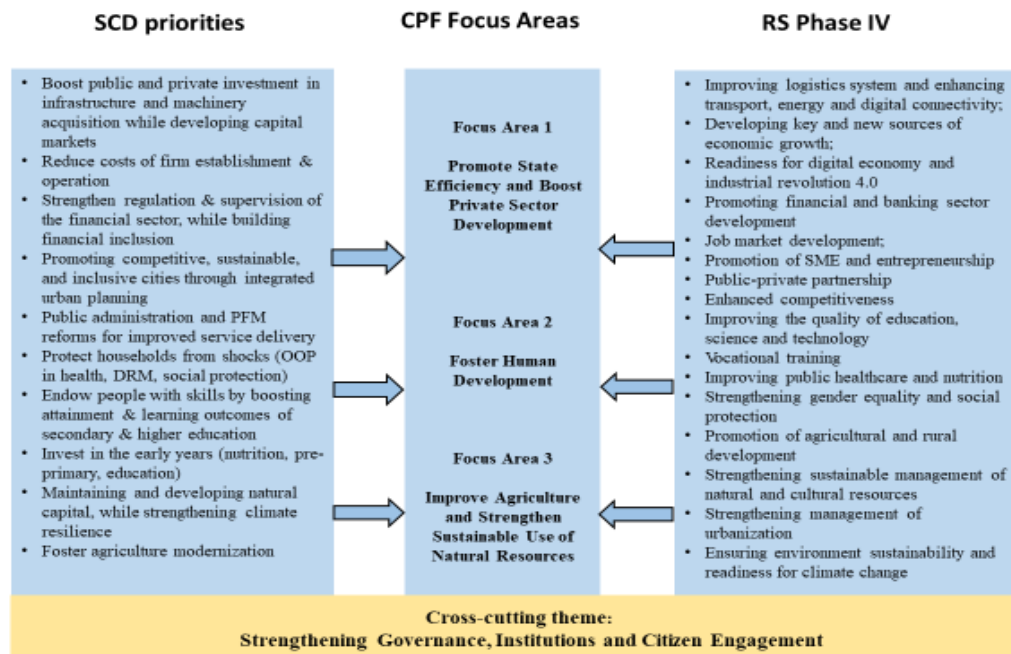 SCD priorities
CPF Focus Areas
RS Phase IV
• Boost public and private investment in
infrastructure and machinery
acquisition while developing capital
markets
• Reduce costs of firm establishment &
operation
• Strengthen regulation & supervision of
the financial sector, while building
financial inclusion
• Promoting competitive, sustainable,
and inclusive cities through integrated
urban planning
• Public administration and PFM
reforms for improved service delivery
• Protect households from shocks (OOP
in health, DRM, social protection)
• Endow people with skills by boosting
attainment & learning outcomes of
secondary & higher education
• Invest in the early years (nutrition, pre-
primary, education)
• Maintaining and developing natural
capital, while strengthening climate
resilience
• Foster agriculture modernization
Focus Area 1
Promote State
Efficiency and Boost
Private Sector
Development
Focus Area 2
Foster Human
Development
Focus Area 3
Improve Agriculture
and Strengthen
Sustainable Use of
Natural Resources
• Improving logistics system and enhancing
transport, energy and digital connectivity;
• Developing key and new sources of
economic growth;
• Readiness for digital economy and
industrial revolution 4.0
• Promoting financial and banking sector
development
• Job market development;
• Promotion of SME and entrepreneurship
• Public-private partnership
• Enhanced competitiveness
• Improving the quality of education,
science and technology
• Vocational training
• Improving public healthcare and nutrition
• Strengthening gender equality and social
protection
• Promotion of agricultural and rural
development
• Strengthening sustainable management of
natural and cultural resources
• Strengthening management of
urbanization
• Ensuring environment sustainability and
readiness for climate change
Cross-cutting theme:
Strengthening Governance, Institutions and Citizen Engagement